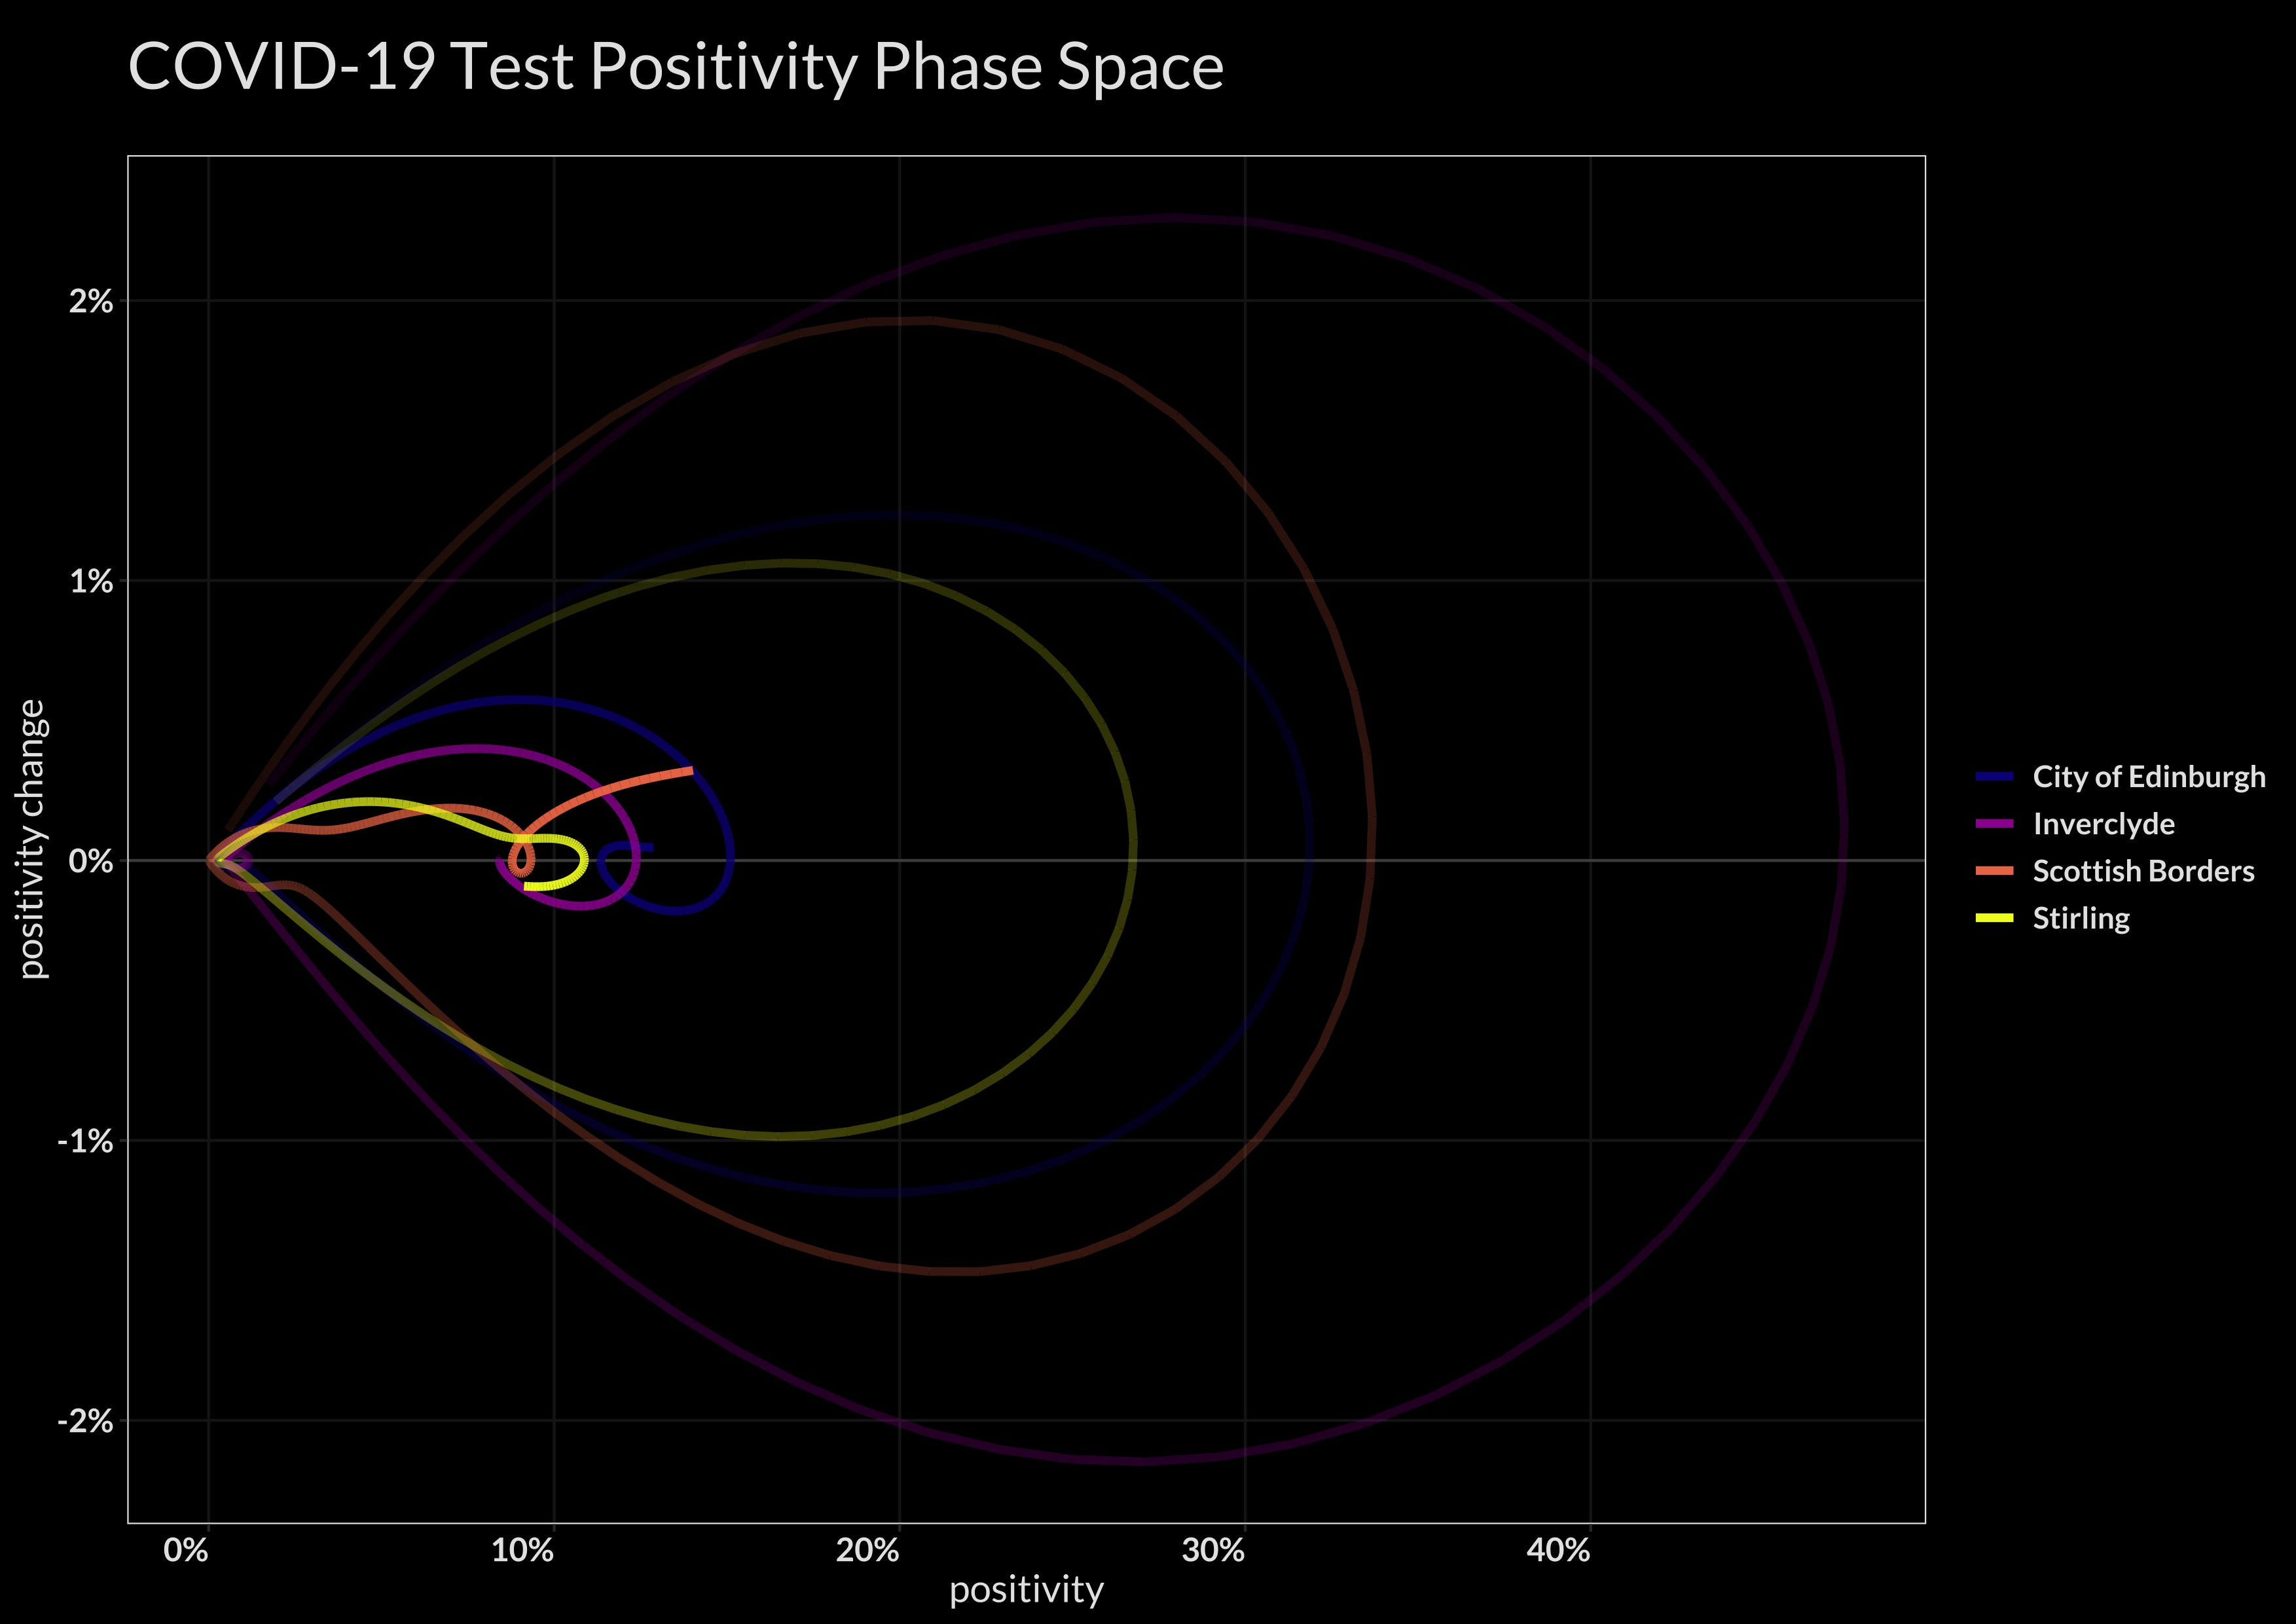 COVID-19 Test Positivity Phase Space
2%
1%
0%
-1%
-2%
positivity change
0% 10% 20% 30% 40%
positivity
City of Edinburgh
Inverclyde
Scottish Borders
Stirling